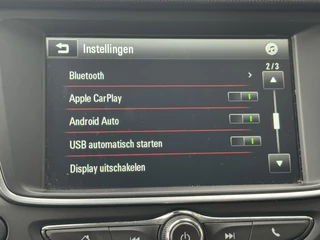 Instellingen
2/3
Bluetooth
Apple CarPlay
Android Auto
USB automatisch starten
Display uitschakelen